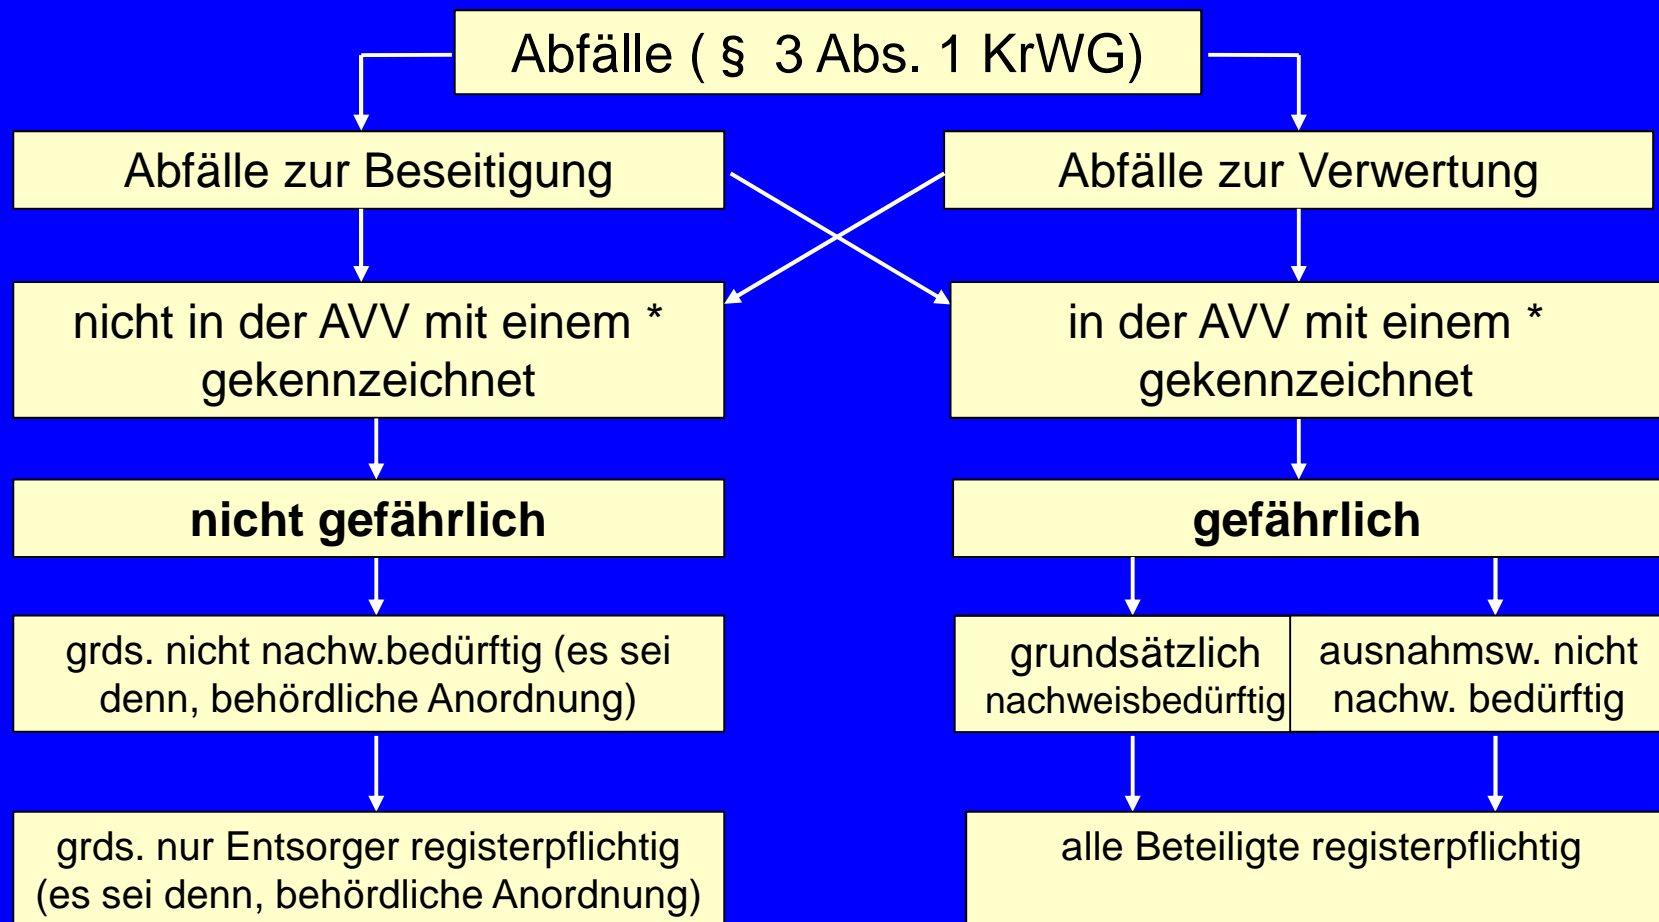 Abfälle ( § 3 Abs. 1 KrWG)
Abfälle zur Beseitigung
Abfälle zur Verwertung
nicht in der AVV mit einem *
gekennzeichnet
in der AVV mit einem *
gekennzeichnet
nicht gefährlich
gefährlich
grds. nicht nachw.bedürftig (es sei
denn, behördliche Anordnung)
grundsätzlich
nachweisbedürftig
ausnahmsw. nicht
nachw. bedürftig
grds. nur Entsorger registerpflichtig
(es sei denn, behördliche Anordnung)
alle Beteiligte registerpflichtig